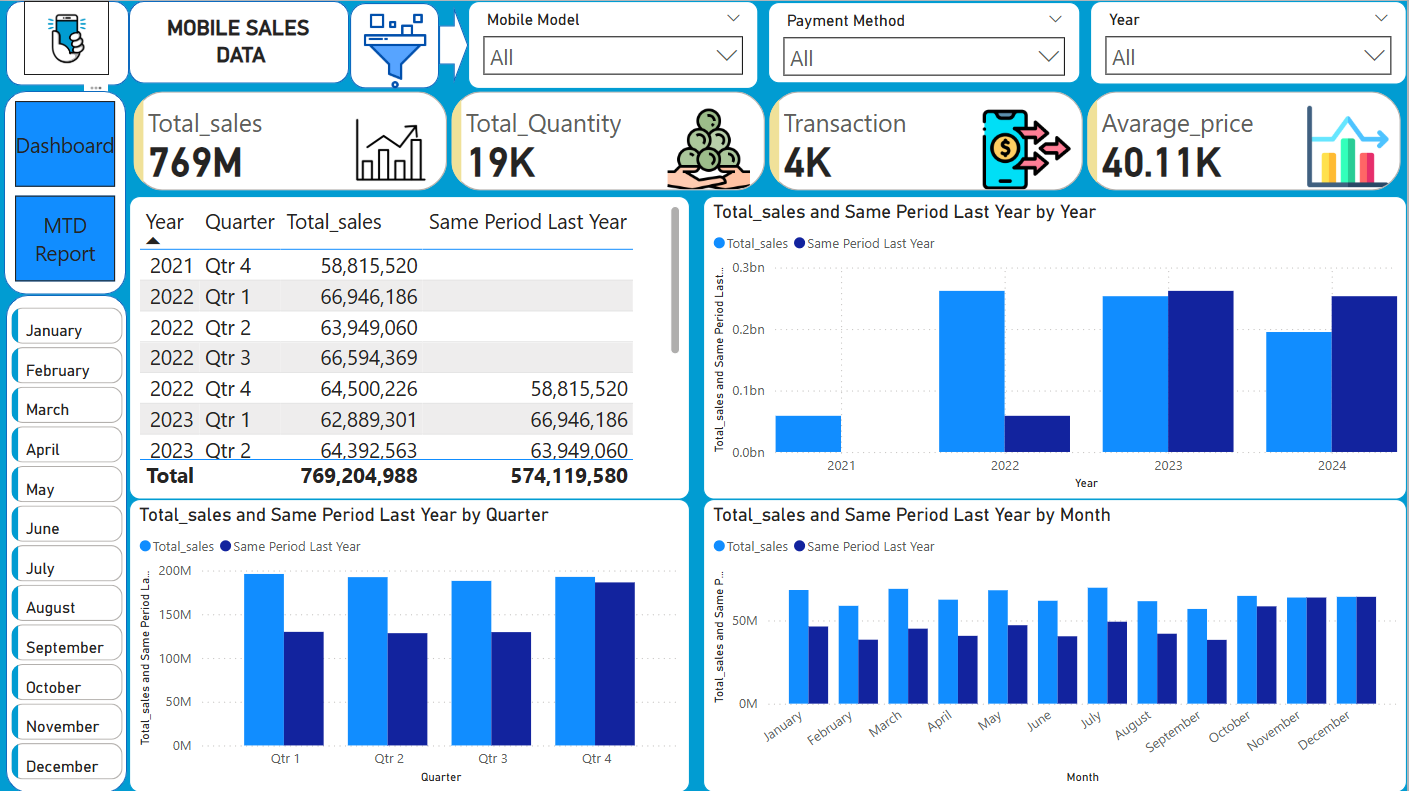 MOBILE SALES
DATA
Mobile Model
All
Payment Method
All
Year
All
Dashboard
MTD
Report
Total_sales
769M
Total_Quantity
19K
Transaction
4K
$
Avarage_price
40.11K
January
February
March
April
May
June
July
August
September
October
November
December
Year Quarter Total_sales Same Period Last Year
2021 Qtr 4 58,815,520
2022 Qtr 1 66,946,186
2022 Qtr 2 63,949,060
2022 Qtr 3 66,594,369
2022 Qtr 4 64,500,226 58,815,520
2023 Qtr 1 62,889,301 66,946,186
2023 Qtr 2 64,392,563 63,949,060
Total 769,204,988 574,119,580
Total_sales and Same Period Last Year by Year
Total_sales Same Period Last Year
Total_sales and Same Period Last...
0.3bn
0.2bn
0.1bn
0.0bn
2021 2022 2023 2024
Year
Total_sales and Same Period Last Year by Quarter
Total_sales Same Period Last Year
Total_sales and Same Period La...
200M
150M
100M
50M
0M
Qtr 1 Qtr 2 Qtr 3 Qtr 4
Quarter
Total_sales and Same Period Last Year by Month
Total_sales Same Period Last Year
Total_sales and Same P...
50M
0M
January February March April May June July August September October November December
Month